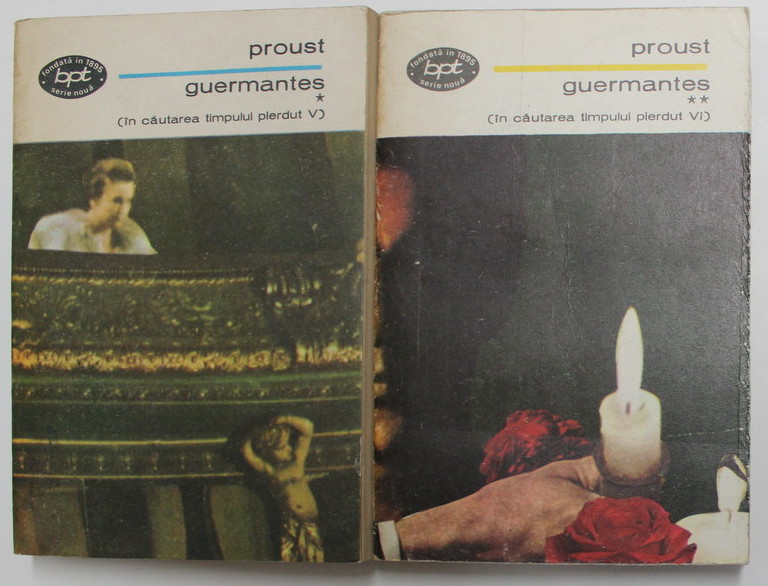 fondată în 1895
bpt
serie nouă
proust
guermantes
*
(în căutarea timpului pierdut V)
fondată în 1895
bpt
serie nouă
proust
guermantes
**
(în căutarea timpului pierdut VI)